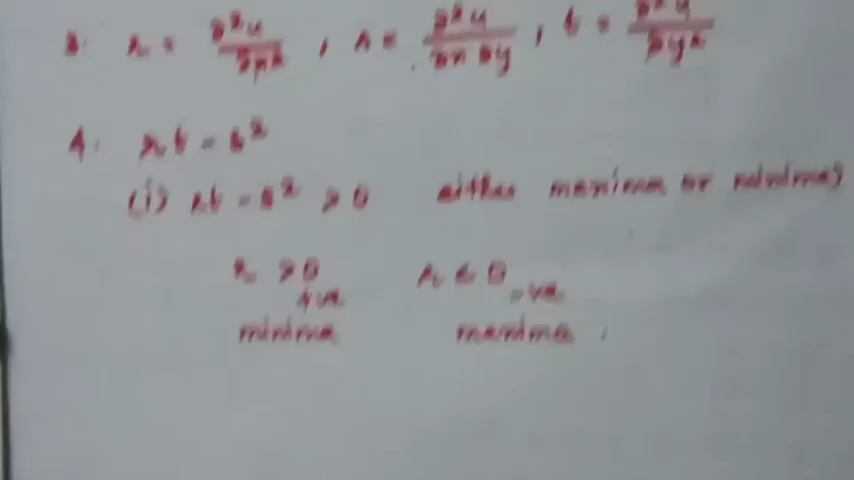 3. r = ∂²u/∂x² , s = ∂²u/∂x ∂y , t = ∂²u/∂y²
4. rt - s²
(i) rt - s² > 0 either maxima or minima
r > 0 r < 0
+ve -ve
minima maxima .